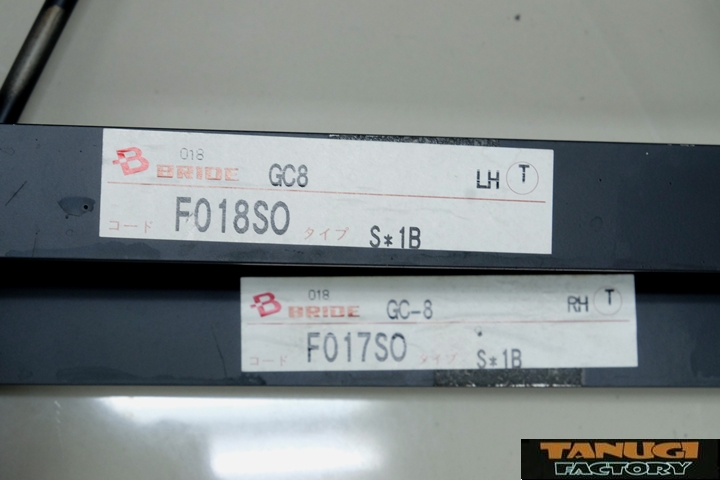 018
BRIDE GC8 LH T
コード F018SO タイプ S*1B
018
BRIDE GC-8 RH T
コード F017SO タイプ S*1B
TANUGI
FACTORY